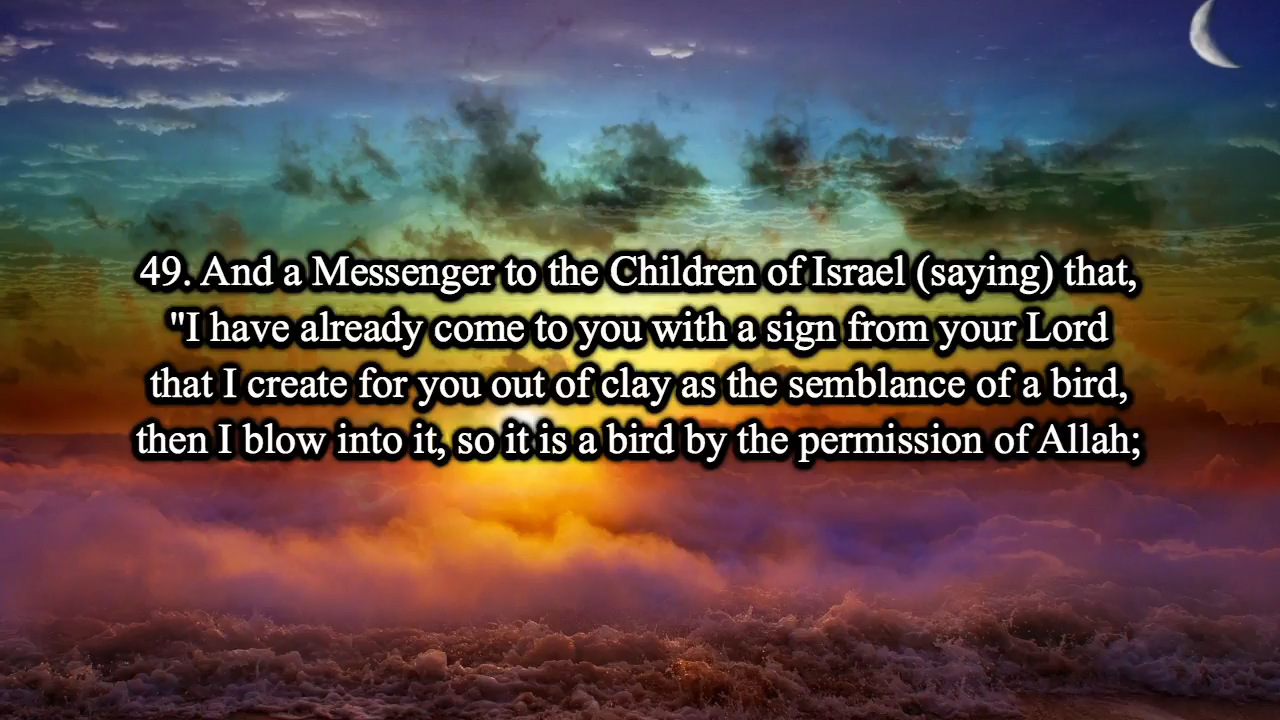 49. And a Messenger to the Children of Israel (saying) that,
"I have already come to you with a sign from your Lord
that I create for you out of clay as the semblance of a bird,
then I blow into it, so it is a bird by the permission of Allah;